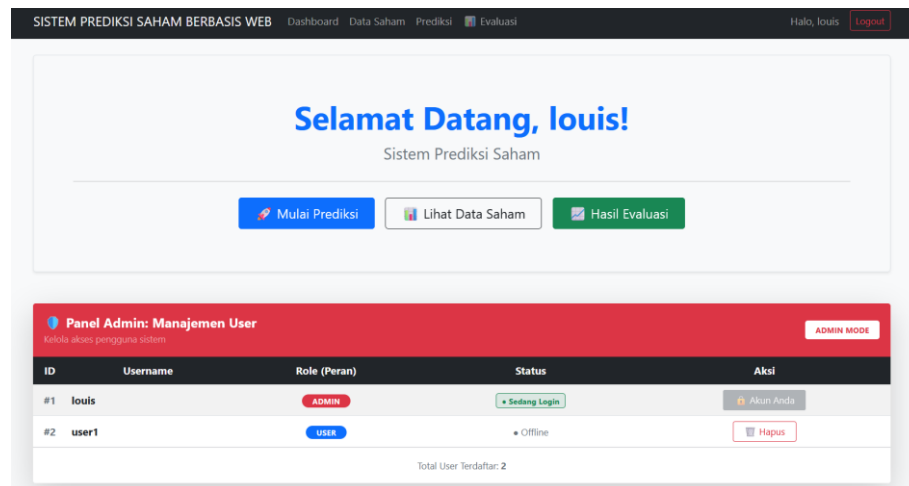 SISTEM PREDIKSI SAHAM BERBASIS WEB Dashboard Data Saham Prediksi Evaluasi Halo, louis Logout
Selamat Datang, louis!
Sistem Prediksi Saham
Mulai Prediksi Lihat Data Saham Hasil Evaluasi
Panel Admin: Manajemen User
Kelola akses pengguna sistem
ADMIN MODE
ID Username Role (Peran) Status Aksi
#1 louis ADMIN • Sedang Login Akun Anda
#2 user1 USER • Offline Hapus
Total User Terdaftar: 2